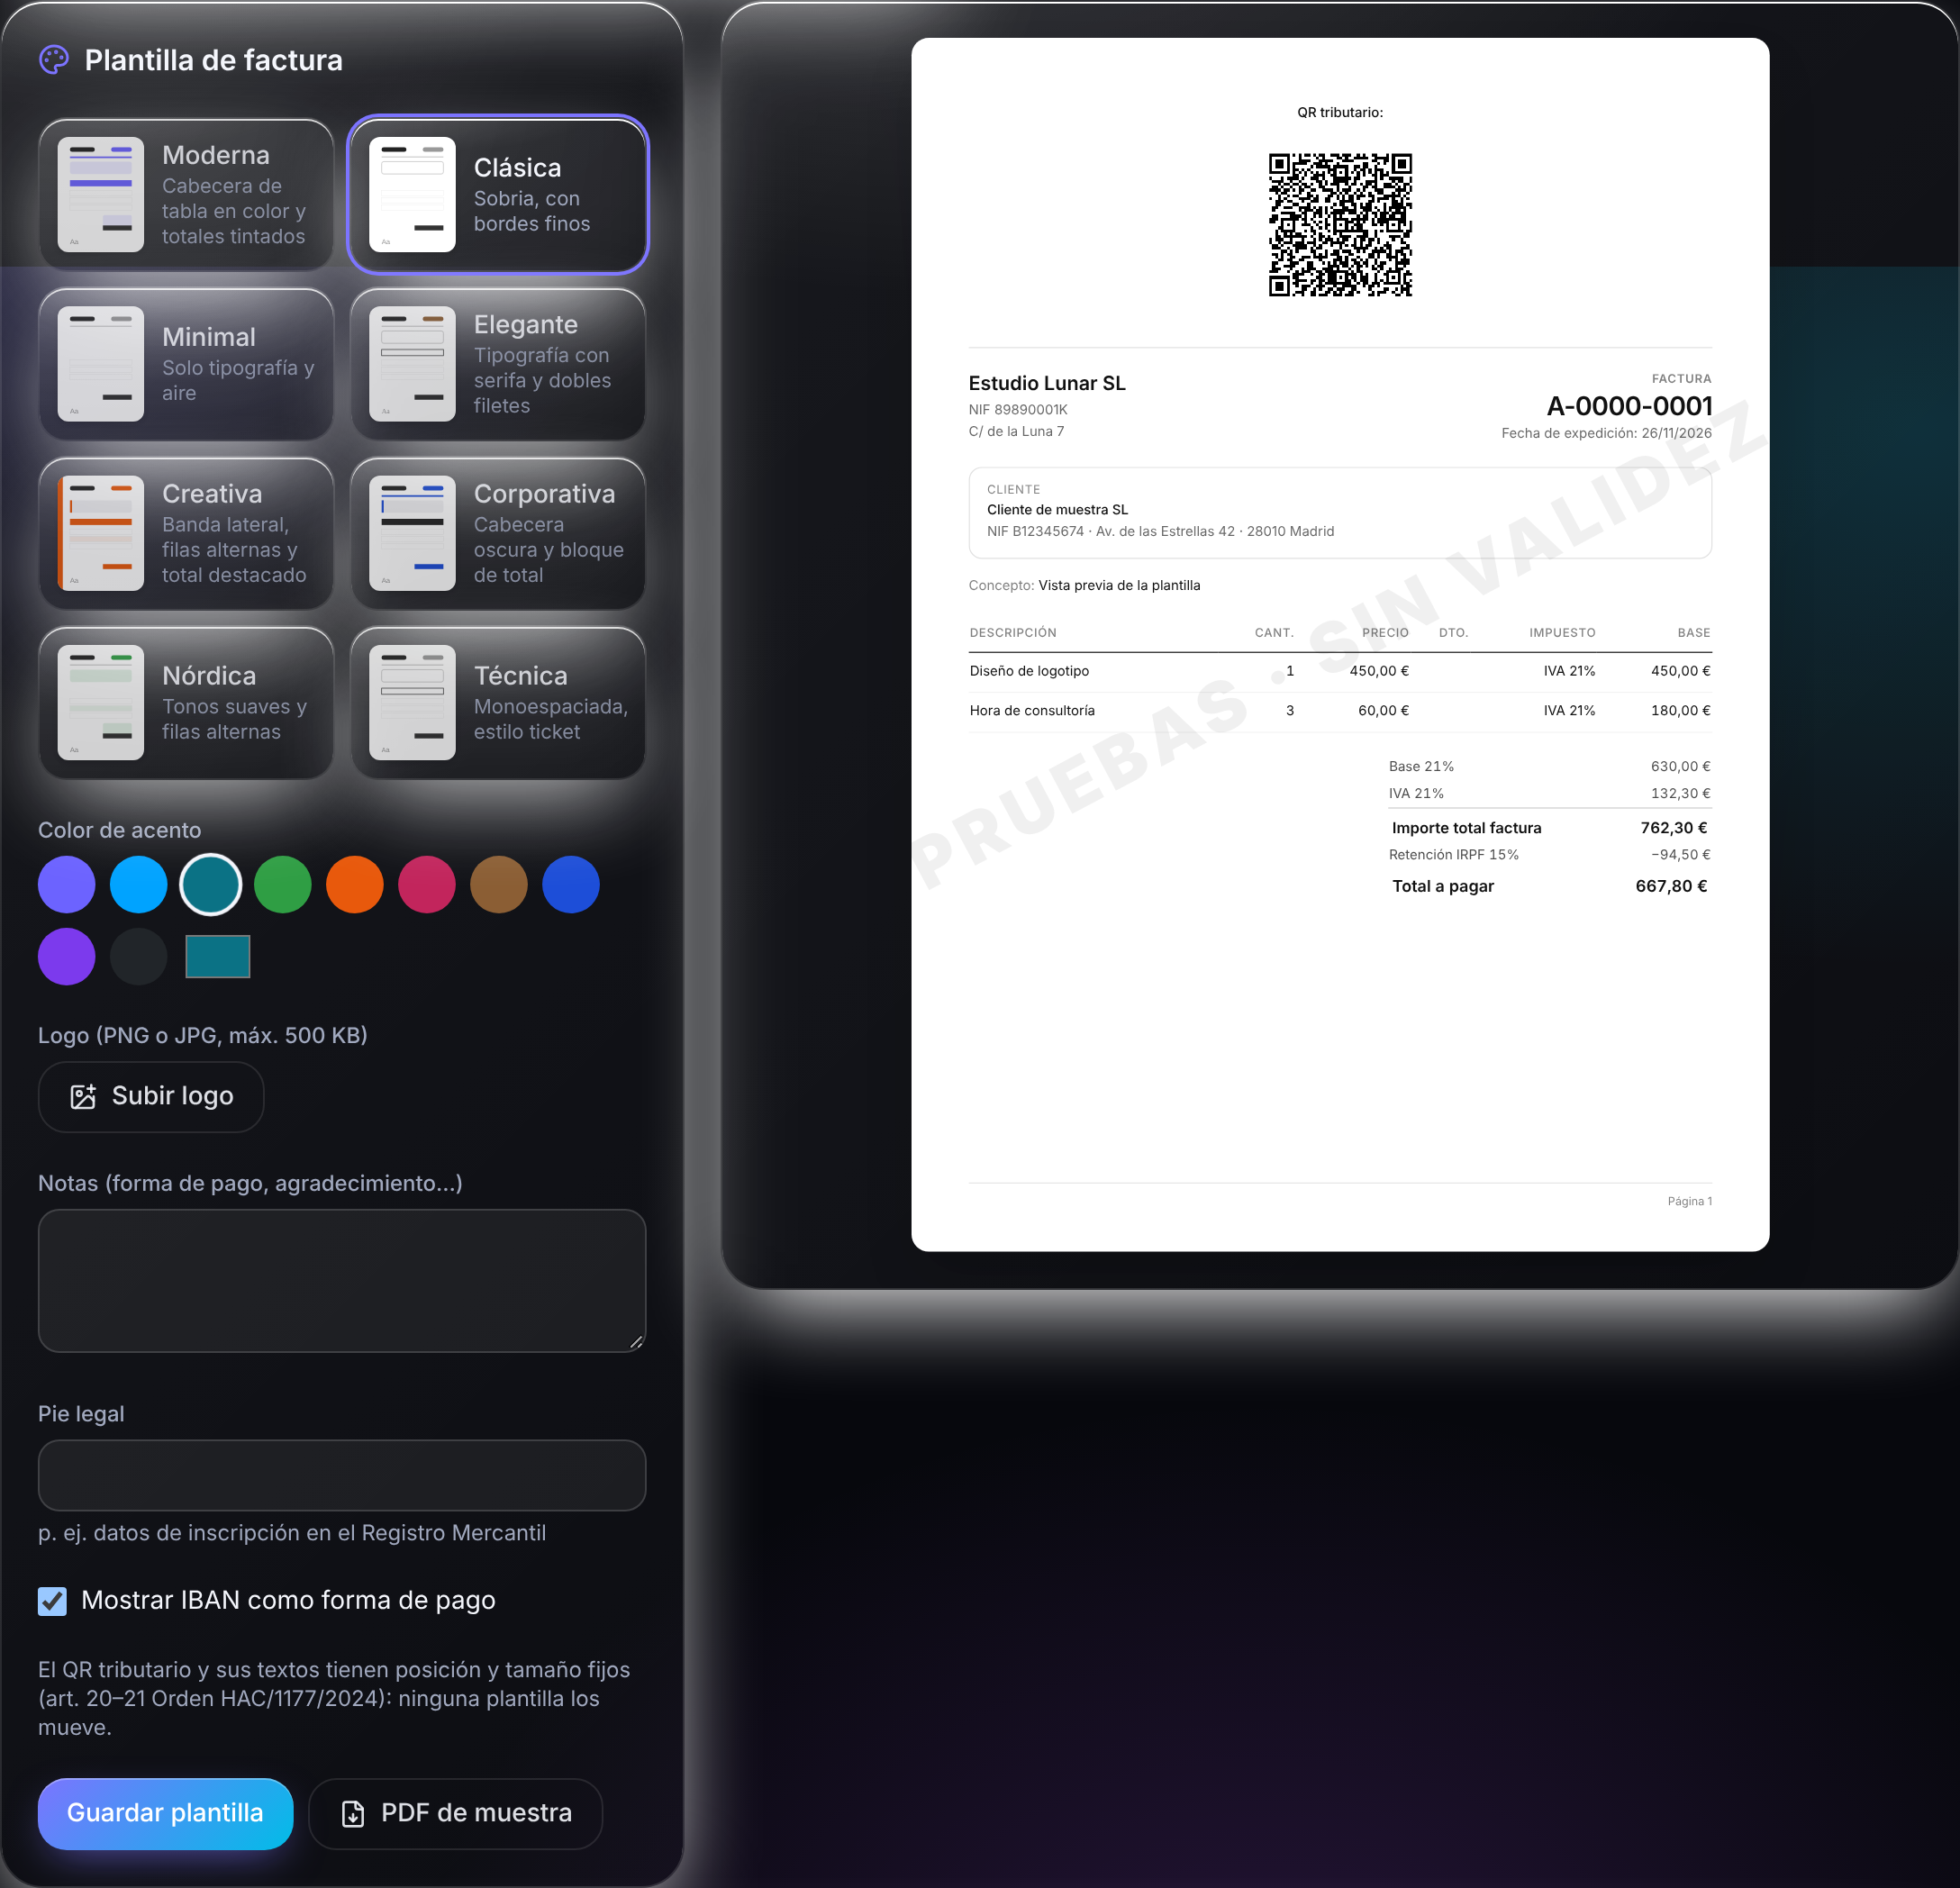 Plantilla de factura
Moderna
Cabecera de
tabla en color y
totales tintados
Aa
Clásica
Sobria, con
bordes finos
Aa
Minimal
Solo tipografía y
aire
Aa
Elegante
Tipografía con
serifa y dobles
filetes
Aa
Creativa
Banda lateral,
filas alternas y
total destacado
Aa
Corporativa
Cabecera
oscura y bloque
de total
Aa
Nórdica
Tonos suaves y
filas alternas
Aa
Técnica
Monoespaciada,
estilo ticket
Aa
Color de acento
Logo (PNG o JPG, máx. 500 KB)
Subir logo
Notas (forma de pago, agradecimiento...)
Pie legal
p. ej. datos de inscripción en el Registro Mercantil
Mostrar IBAN como forma de pago
El QR tributario y sus textos tienen posición y tamaño fijos
(art. 20–21 Orden HAC/1177/2024): ninguna plantilla los
mueve.
Guardar plantilla
PDF de muestra
QR tributario:
Estudio Lunar SL
NIF 89890001K
C/ de la Luna 7
FACTURA
A-0000-0001
Fecha de expedición: 26/11/2026
CLIENTE
Cliente de muestra SL
NIF B12345674 · Av. de las Estrellas 42 · 28010 Madrid
Concepto: Vista previa de la plantilla
DESCRIPCIÓN CANT. PRECIO DTO. IMPUESTO BASE
Diseño de logotipo 1 450,00 € IVA 21% 450,00 €
Hora de consultoría 3 60,00 € IVA 21% 180,00 €
Base 21% 630,00 €
IVA 21% 132,30 €
Importe total factura 762,30 €
Retención IRPF 15% −94,50 €
Total a pagar 667,80 €
PRUEBAS · SIN VALIDEZ
Página 1